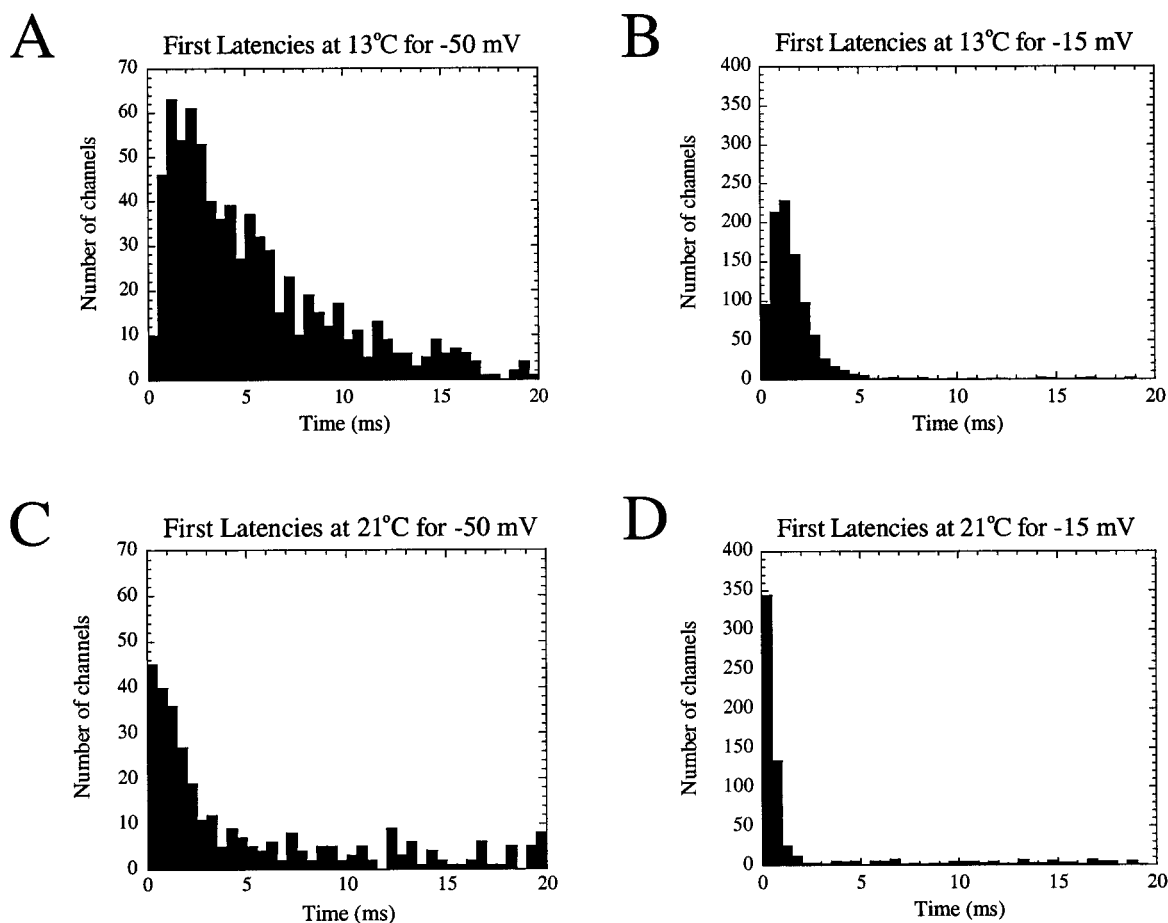 A
First Latencies at 13°C for -50 mV
70
60
50
40
30
20
10
0
Number of channels
0 5 10 15 20
Time (ms)
B
First Latencies at 13°C for -15 mV
400
350
300
250
200
150
100
50
0
Number of channels
0 5 10 15 20
Time (ms)
C
First Latencies at 21°C for -50 mV
70
60
50
40
30
20
10
0
Number of channels
0 5 10 15 20
Time (ms)
D
First Latencies at 21°C for -15 mV
400
350
300
250
200
150
100
50
0
Number of channels
0 5 10 15 20
Time (ms)